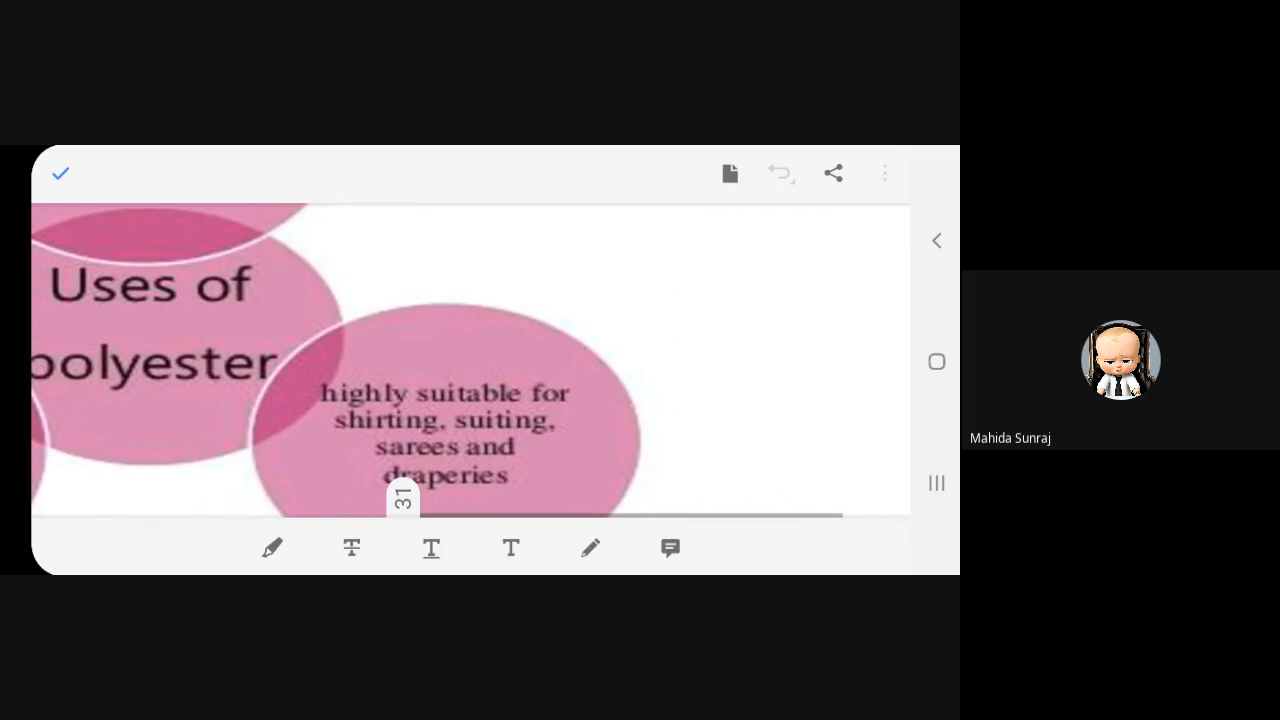 Uses of
polyester
highly suitable for
shirting, suiting,
sarees and
draperies
31
Mahida Sunraj